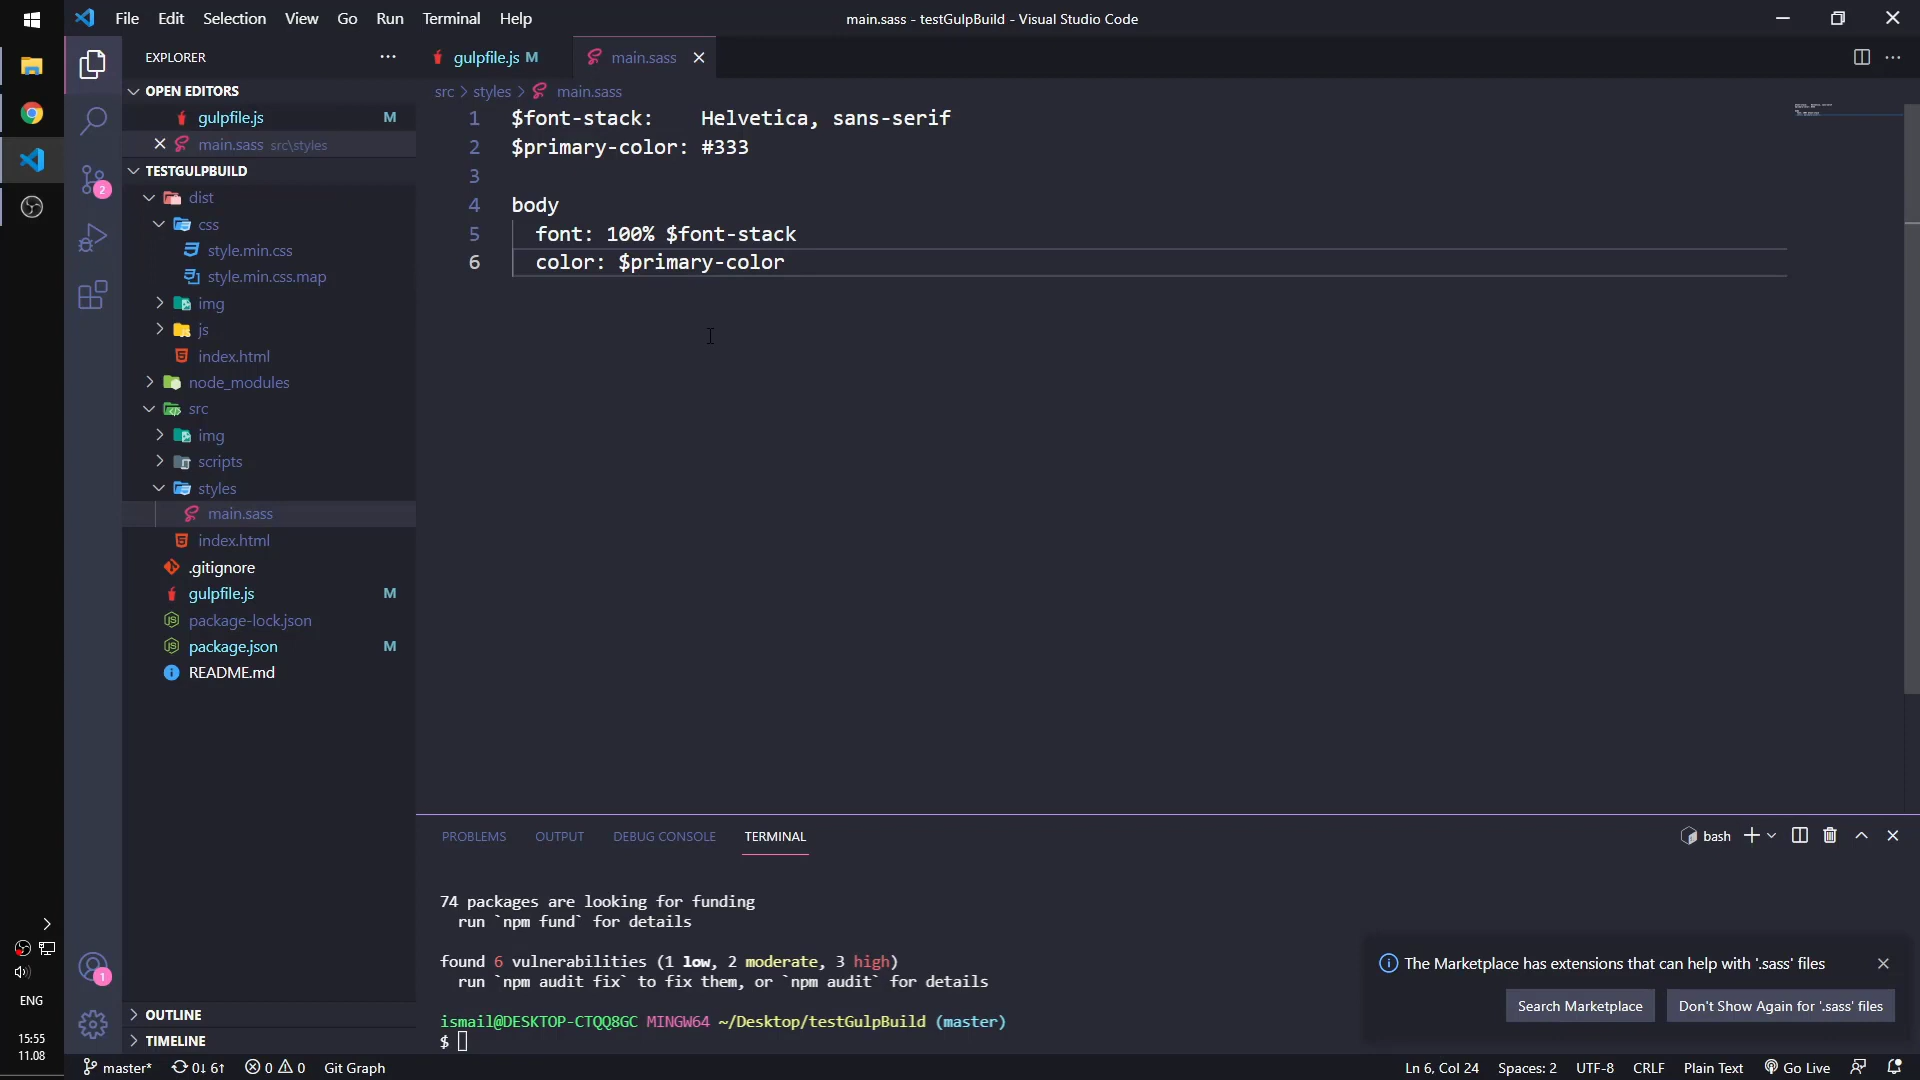 File Edit Selection View Go Run Terminal Help
main.sass - testGulpBuild - Visual Studio Code
EXPLORER
gulpfile.js M
main.sass
OPEN EDITORS
gulpfile.js M
main.sass src\styles
TESTGULPBUILD
dist
css
style.min.css
style.min.css.map
img
js
index.html
node_modules
src
img
scripts
styles
main.sass
index.html
.gitignore
gulpfile.js M
package-lock.json
package.json M
README.md
OUTLINE
TIMELINE
2
1
src > styles > main.sass
1 $font-stack:    Helvetica, sans-serif
2 $primary-color: #333
3
4 body
5   font: 100% $font-stack
6   color: $primary-color
PROBLEMS OUTPUT DEBUG CONSOLE TERMINAL
bash
74 packages are looking for funding
  run `npm fund` for details
found 6 vulnerabilities (1 low, 2 moderate, 3 high)
  run `npm audit fix` to fix them, or `npm audit` for details
ismail@DESKTOP-CTQQ8GC MINGW64 ~/Desktop/testGulpBuild (master)
$
The Marketplace has extensions that can help with '.sass' files
Search Marketplace
Don't Show Again for '.sass' files
ENG
15:55
11.08
master* 0↓ 6↑ 0 0 Git Graph
Ln 6, Col 24 Spaces: 2 UTF-8 CRLF Plain Text Go Live